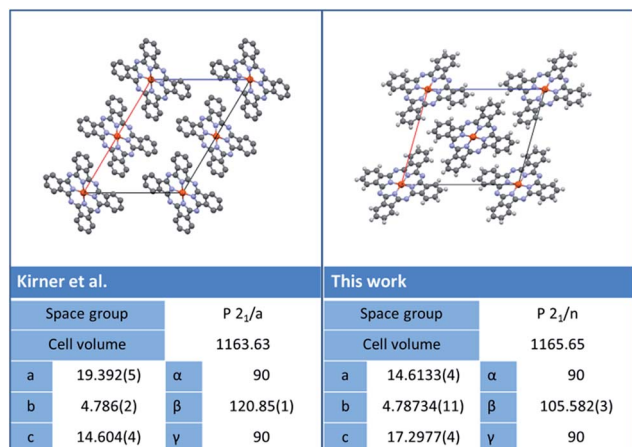 Kirner et al.
Space group P 2₁/a
Cell volume 1163.63
a 19.392(5) α 90
b 4.786(2) β 120.85(1)
c 14.604(4) γ 90
This work
Space group P 2₁/n
Cell volume 1165.65
a 14.6133(4) α 90
b 4.78734(11) β 105.582(3)
c 17.2977(4) γ 90